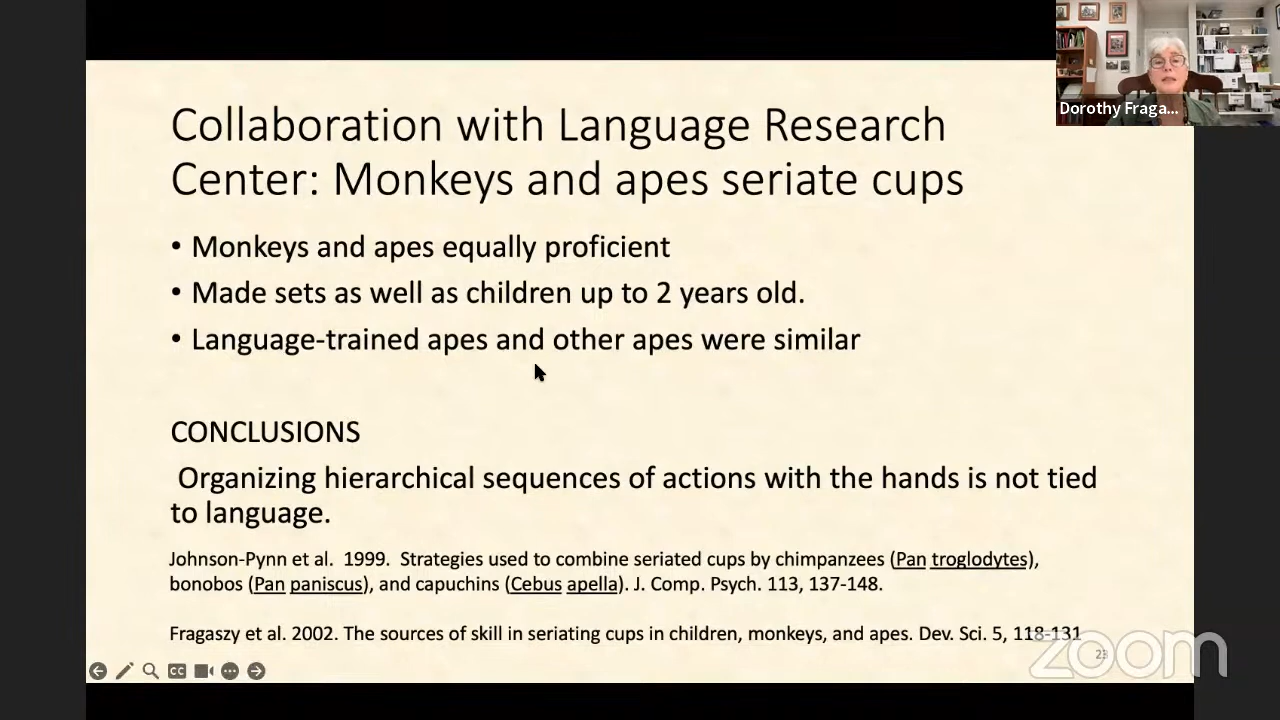 Dorothy Fraga...
Collaboration with Language Research
Center: Monkeys and apes seriate cups
• Monkeys and apes equally proficient
• Made sets as well as children up to 2 years old.
• Language-trained apes and other apes were similar
CONCLUSIONS
Organizing hierarchical sequences of actions with the hands is not tied
to language.
Johnson-Pynn et al. 1999. Strategies used to combine seriated cups by chimpanzees (Pan troglodytes),
bonobos (Pan paniscus), and capuchins (Cebus apella). J. Comp. Psych. 113, 137-148.
Fragaszy et al. 2002. The sources of skill in seriating cups in children, monkeys, and apes. Dev. Sci. 5, 118-131
CC
zoom